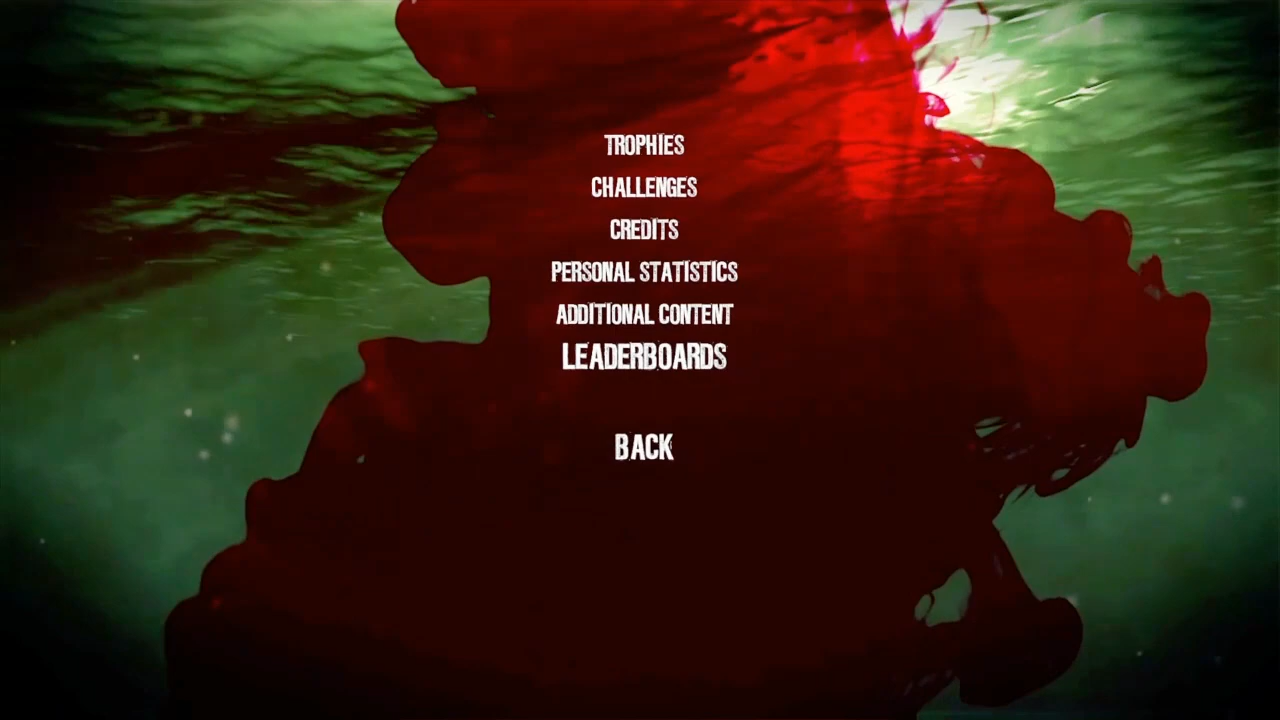 TROPHIES
CHALLENGES
CREDITS
PERSONAL STATISTICS
ADDITIONAL CONTENT
LEADERBOARDS
BACK